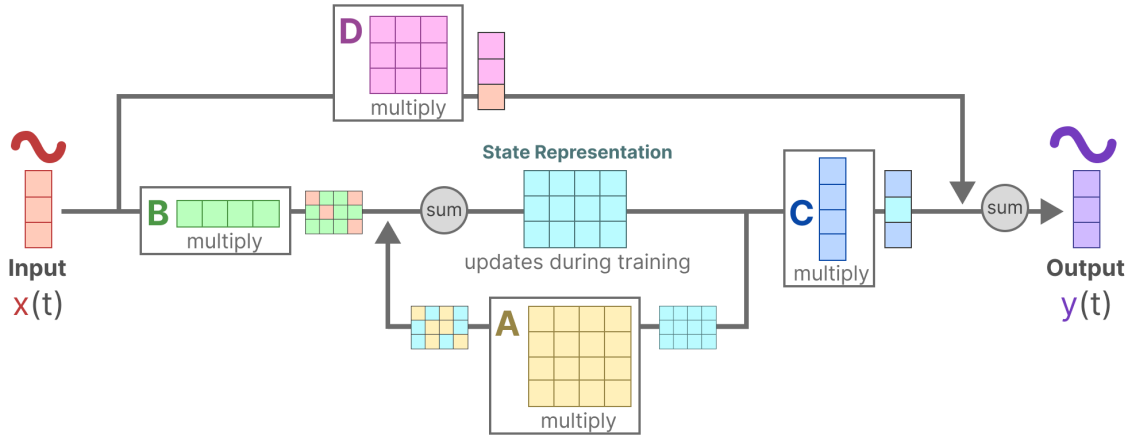 D
multiply
State Representation
B
multiply
sum
C
multiply
sum
Input
x(t)
updates during training
Output
y(t)
A
multiply